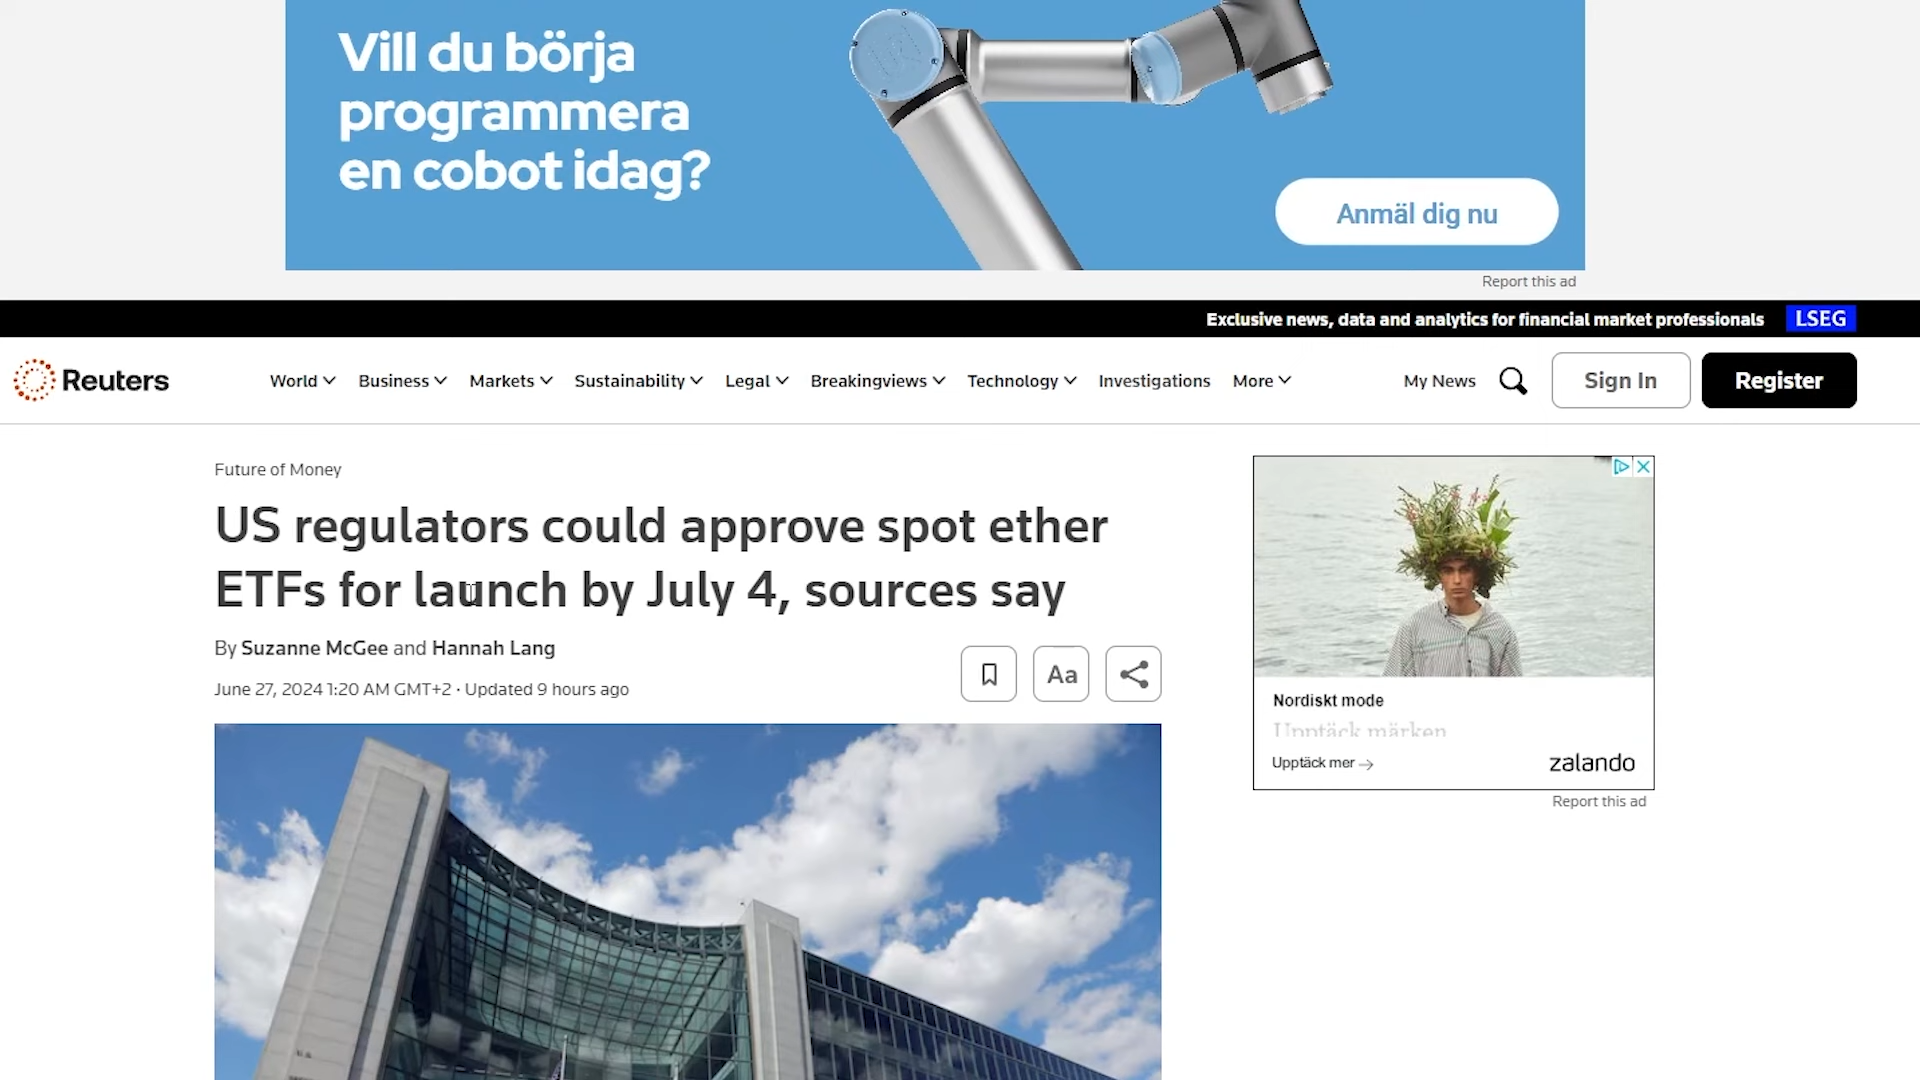 Vill du börja
programmera
en cobot idag?
Anmäl dig nu
Report this ad
Exclusive news, data and analytics for financial market professionals LSEG
Reuters World Business Markets Sustainability Legal Breakingviews Technology Investigations More My News Sign In Register
Future of Money
US regulators could approve spot ether
ETFs for launch by July 4, sources say
By Suzanne McGee and Hannah Lang
June 27, 2024 1:20 AM GMT+2 · Updated 9 hours ago
Aa
Nordiskt mode
Upptäck märken
Upptäck mer →
zalando
Report this ad